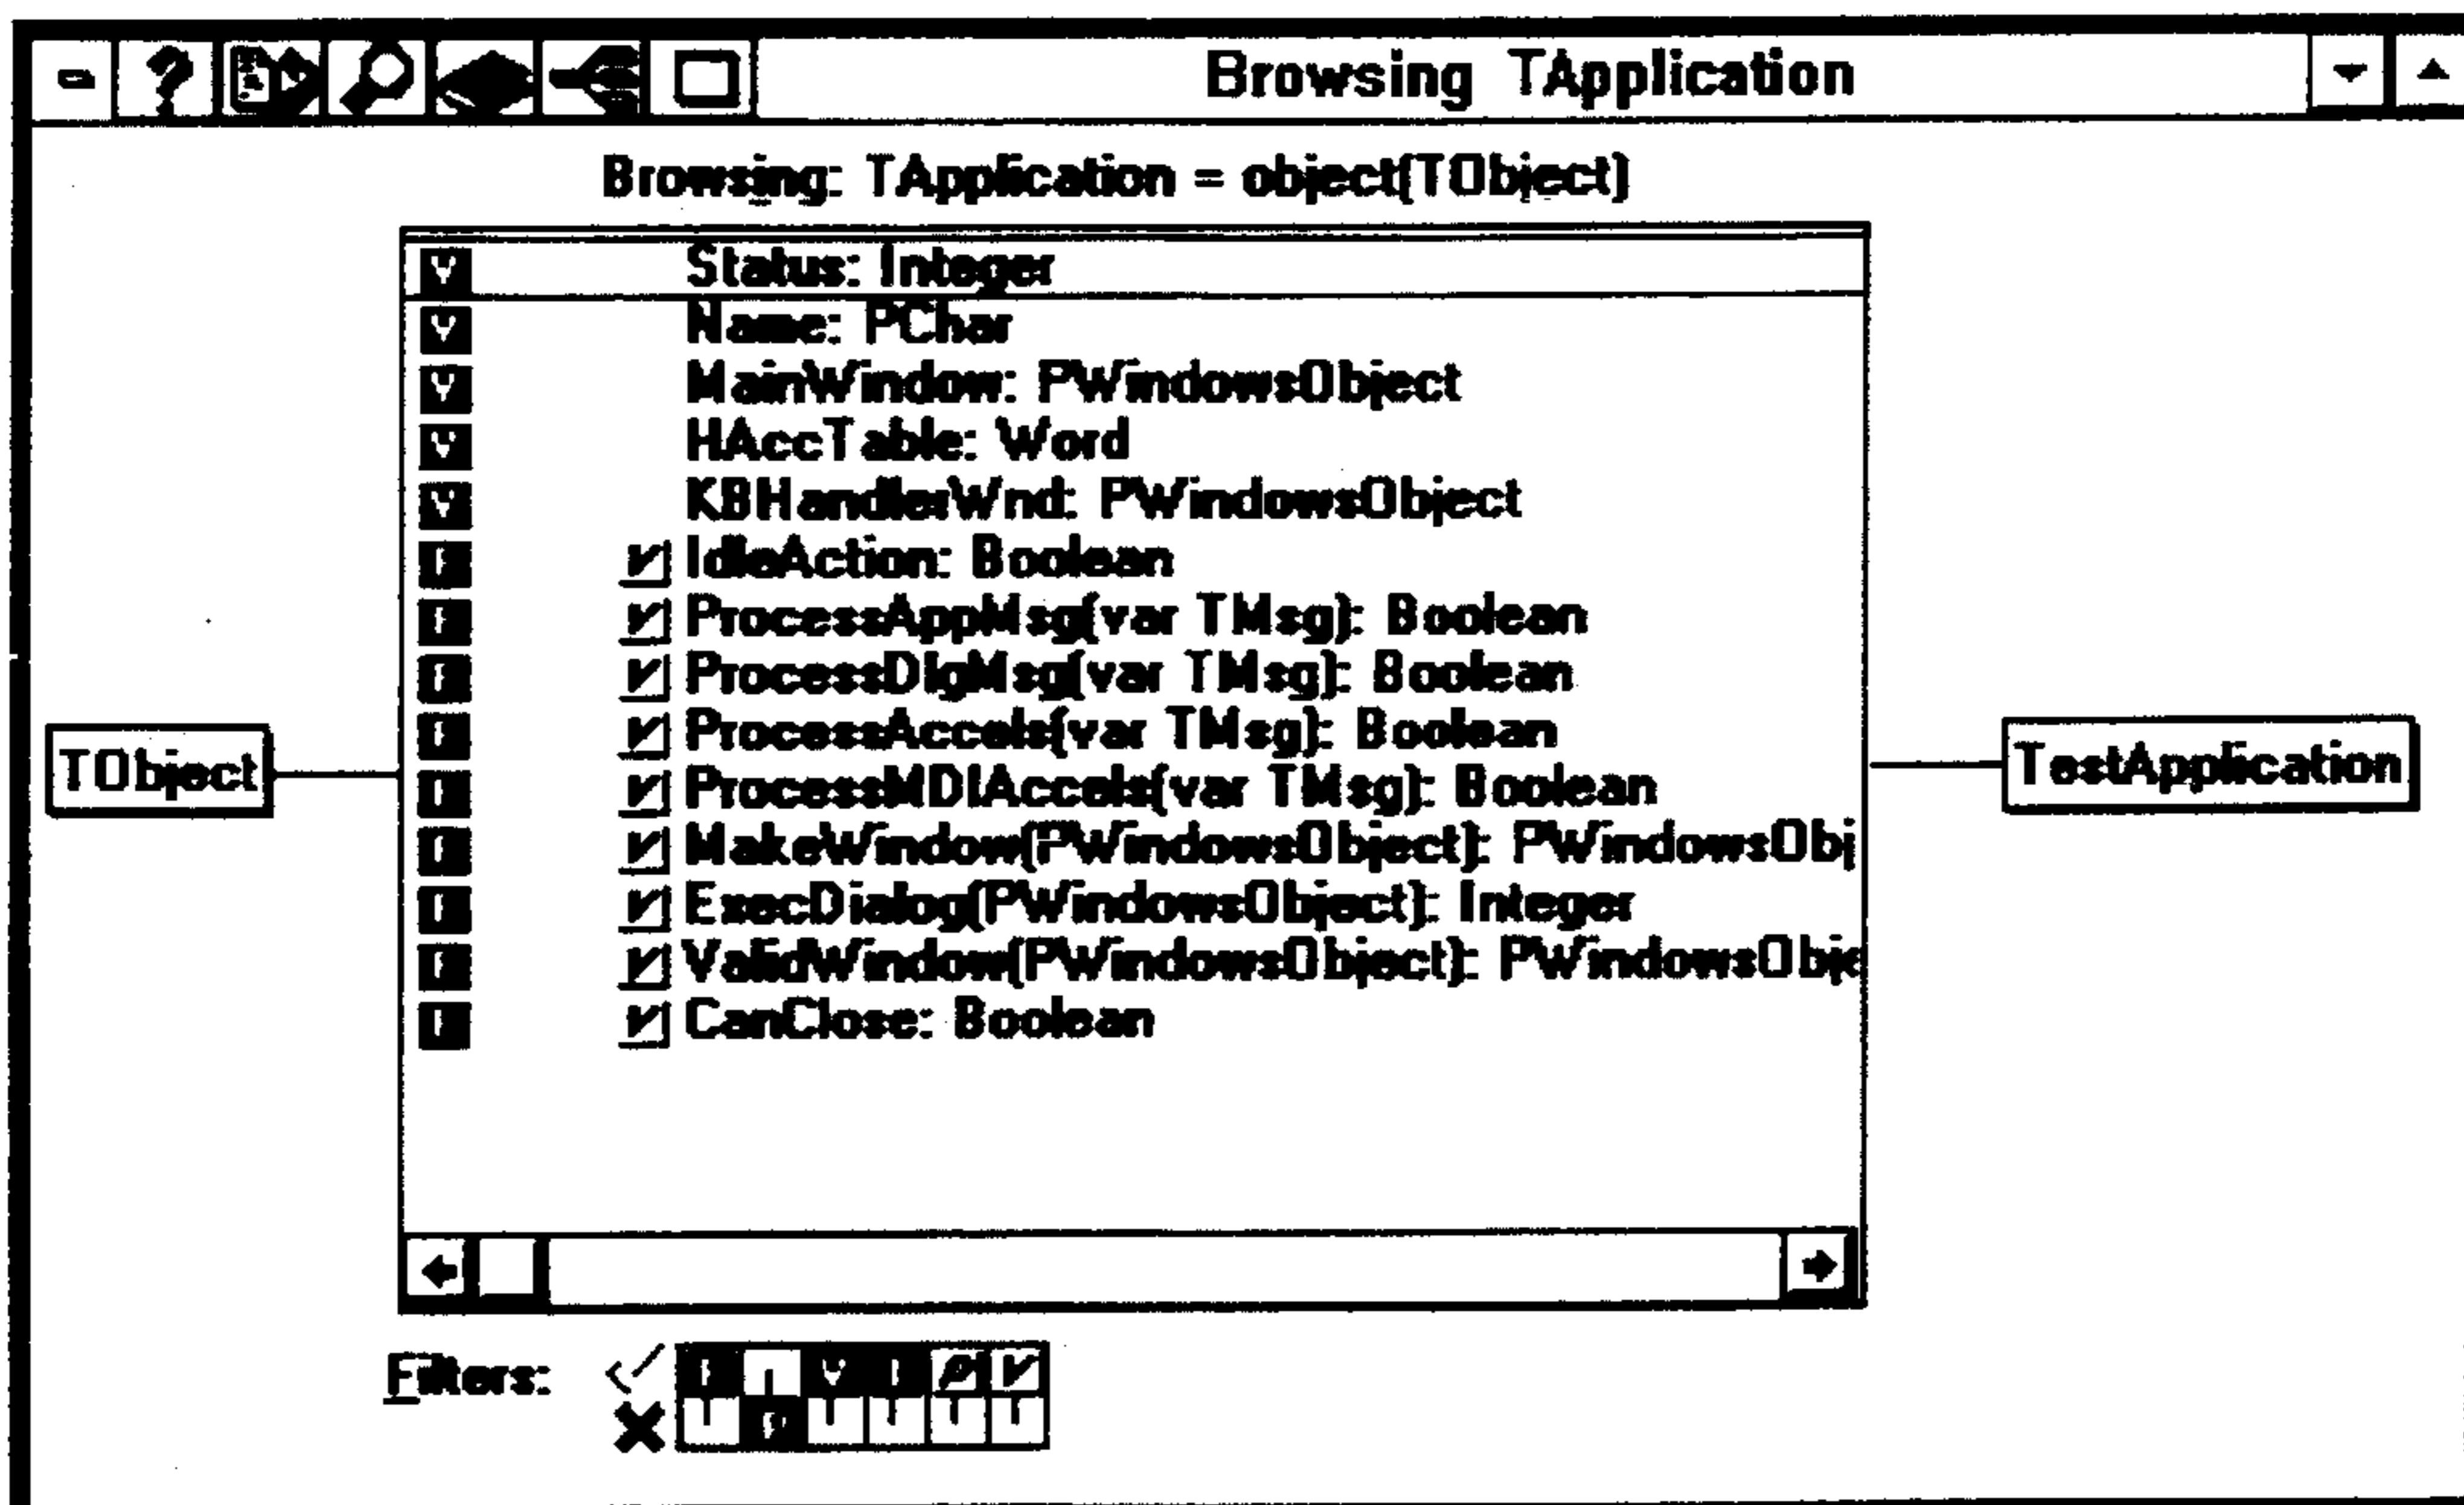 Browsing TApplication
Browsing: TApplication = object(TObject)
V Status: Integer
V Name: PChar
V MainWindow: PWindowsObject
V HAccTable: Word
V KBHandlerWnd: PWindowsObject
F V IdleAction: Boolean
F V ProcessAppMsg(var TMsg): Boolean
F V ProcessDlgMsg(var TMsg): Boolean
F V ProcessAccels(var TMsg): Boolean
F V ProcessMDIAccels(var TMsg): Boolean
F V MakeWindow(PWindowsObject): PWindowsObj
F V ExecDialog(PWindowsObject): Integer
F V ValidWindow(PWindowsObject): PWindowsObje
F V CanClose: Boolean
TObject
TestApplication
Filters: